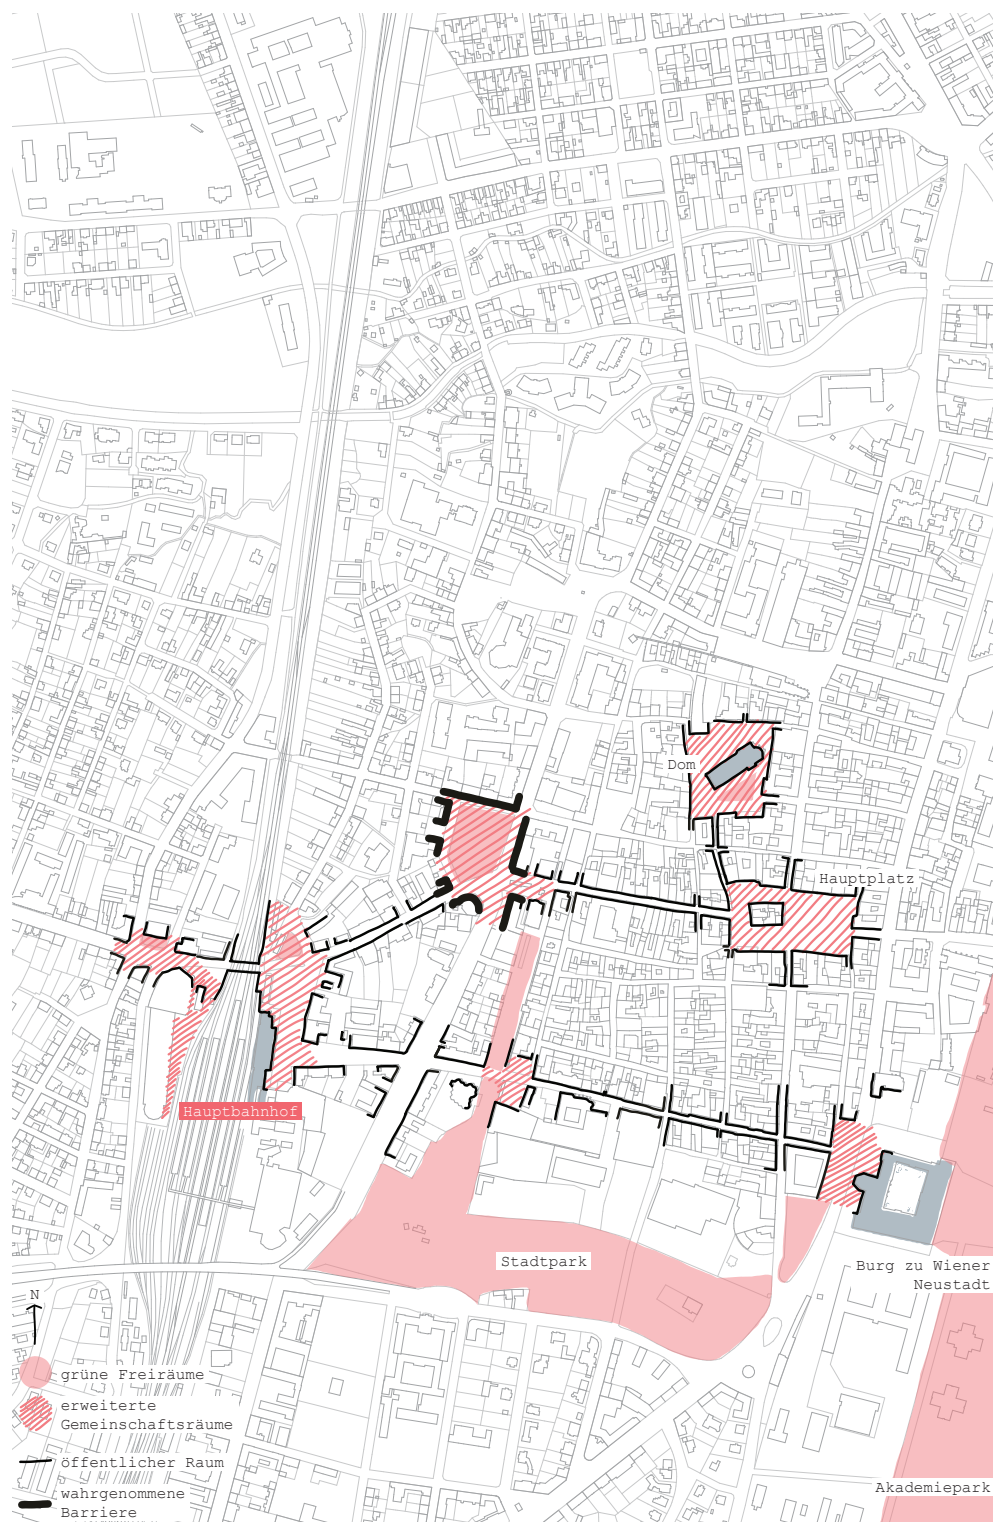 Dom
Hauptplatz
Hauptbahnhof
Stadtpark
Burg zu Wiener
Neustadt
N
grüne Freiräume
erweiterte
Gemeinschaftsräume
öffentlicher Raum
wahrgenommene
Barriere
Akademiepark